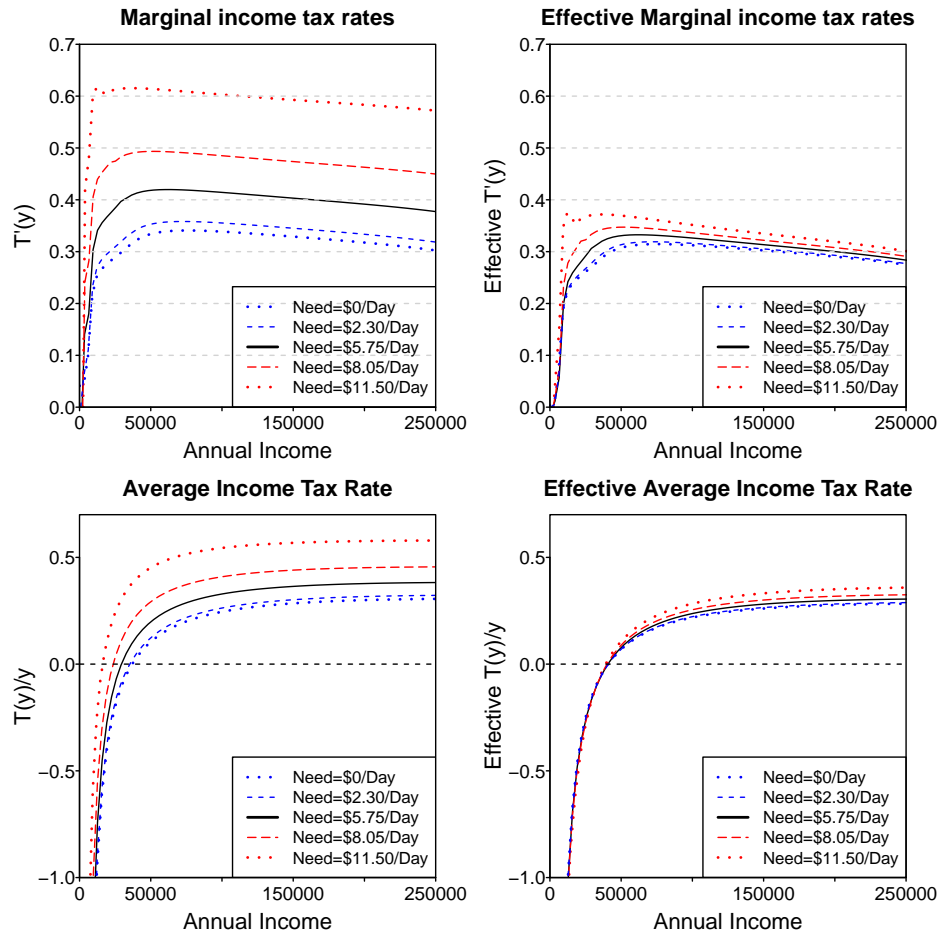 Marginal income tax rates
T'(y)
0.7
0.6
0.5
0.4
0.3
0.2
0.1
0.0
Need=$0/Day
Need=$2.30/Day
Need=$5.75/Day
Need=$8.05/Day
Need=$11.50/Day
0 50000 150000 250000
Annual Income
Effective Marginal income tax rates
Effective T'(y)
0.7
0.6
0.5
0.4
0.3
0.2
0.1
0.0
Need=$0/Day
Need=$2.30/Day
Need=$5.75/Day
Need=$8.05/Day
Need=$11.50/Day
0 50000 150000 250000
Annual Income
Average Income Tax Rate
T(y)/y
0.5
0.0
−0.5
−1.0
Need=$0/Day
Need=$2.30/Day
Need=$5.75/Day
Need=$8.05/Day
Need=$11.50/Day
0 50000 150000 250000
Annual Income
Effective Average Income Tax Rate
Effective T(y)/y
0.5
0.0
−0.5
−1.0
Need=$0/Day
Need=$2.30/Day
Need=$5.75/Day
Need=$8.05/Day
Need=$11.50/Day
0 50000 150000 250000
Annual Income